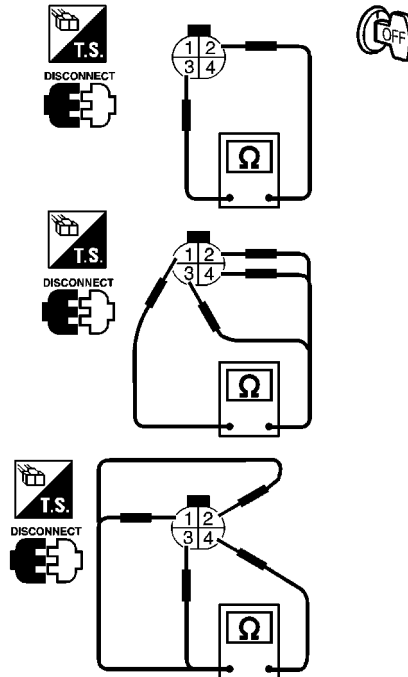 OFF
T.S.
DISCONNECT
1 2
3 4
Ω
T.S.
DISCONNECT
1 2
3 4
Ω
T.S.
DISCONNECT
1 2
3 4
Ω